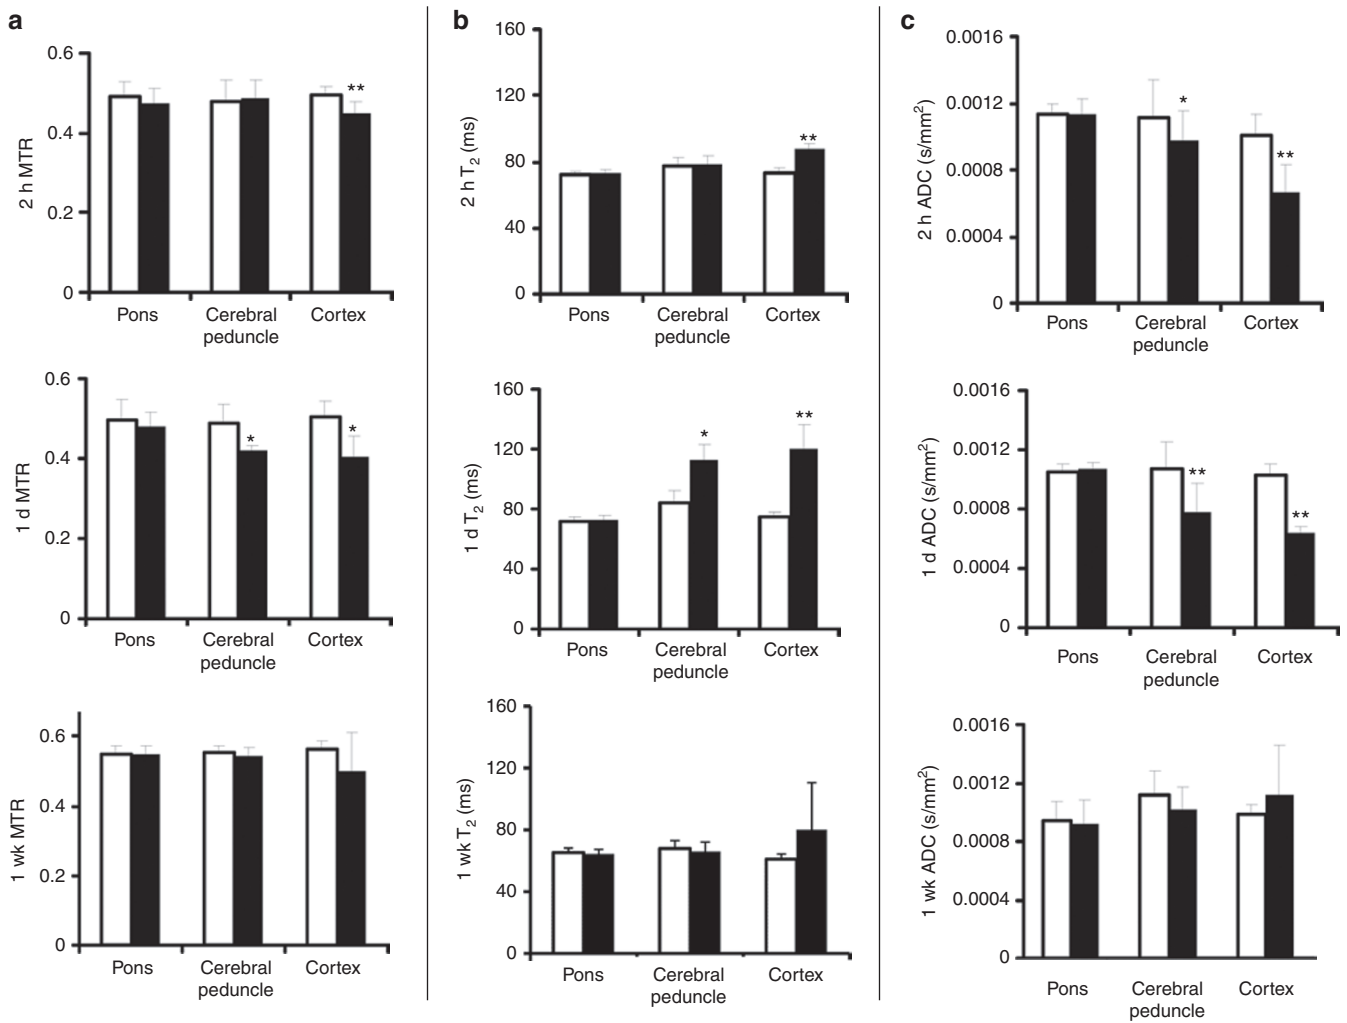 a
0.6
0.4
0.2
0
2 h MTR
**
Pons
Cerebral
peduncle
Cortex
0.6
0.4
0.2
0
1 d MTR
*
*
Pons
Cerebral
peduncle
Cortex
0.6
0.4
0.2
0
1 wk MTR
Pons
Cerebral
peduncle
Cortex
b
160
120
80
40
0
2 h T2 (ms)
**
Pons
Cerebral
peduncle
Cortex
160
120
80
40
0
1 d T2 (ms)
*
**
Pons
Cerebral
peduncle
Cortex
160
120
80
40
0
1 wk T2 (ms)
Pons
Cerebral
peduncle
Cortex
c
0.0016
0.0012
0.0008
0.0004
0
2 h ADC (s/mm2)
*
**
Pons
Cerebral
peduncle
Cortex
0.0016
0.0012
0.0008
0.0004
0
1 d ADC (s/mm2)
**
**
Pons
Cerebral
peduncle
Cortex
0.0016
0.0012
0.0008
0.0004
0
1 wk ADC (s/mm2)
Pons
Cerebral
peduncle
Cortex